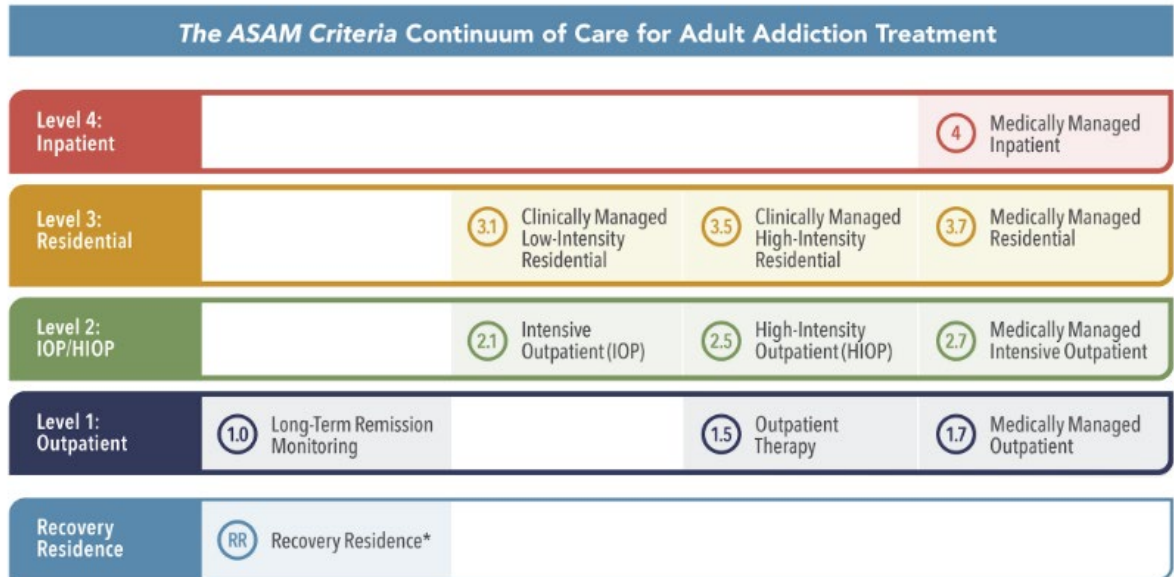 The ASAM Criteria Continuum of Care for Adult Addiction Treatment
Level 4:
Inpatient
4
Medically Managed
Inpatient
Level 3:
Residential
3.1
Clinically Managed
Low-Intensity
Residential
3.5
Clinically Managed
High-Intensity
Residential
3.7
Medically Managed
Residential
Level 2:
IOP/HIOP
2.1
Intensive
Outpatient (IOP)
2.5
High-Intensity
Outpatient (HIOP)
2.7
Medically Managed
Intensive Outpatient
Level 1:
Outpatient
1.0
Long-Term Remission
Monitoring
1.5
Outpatient
Therapy
1.7
Medically Managed
Outpatient
Recovery
Residence
RR
Recovery Residence*